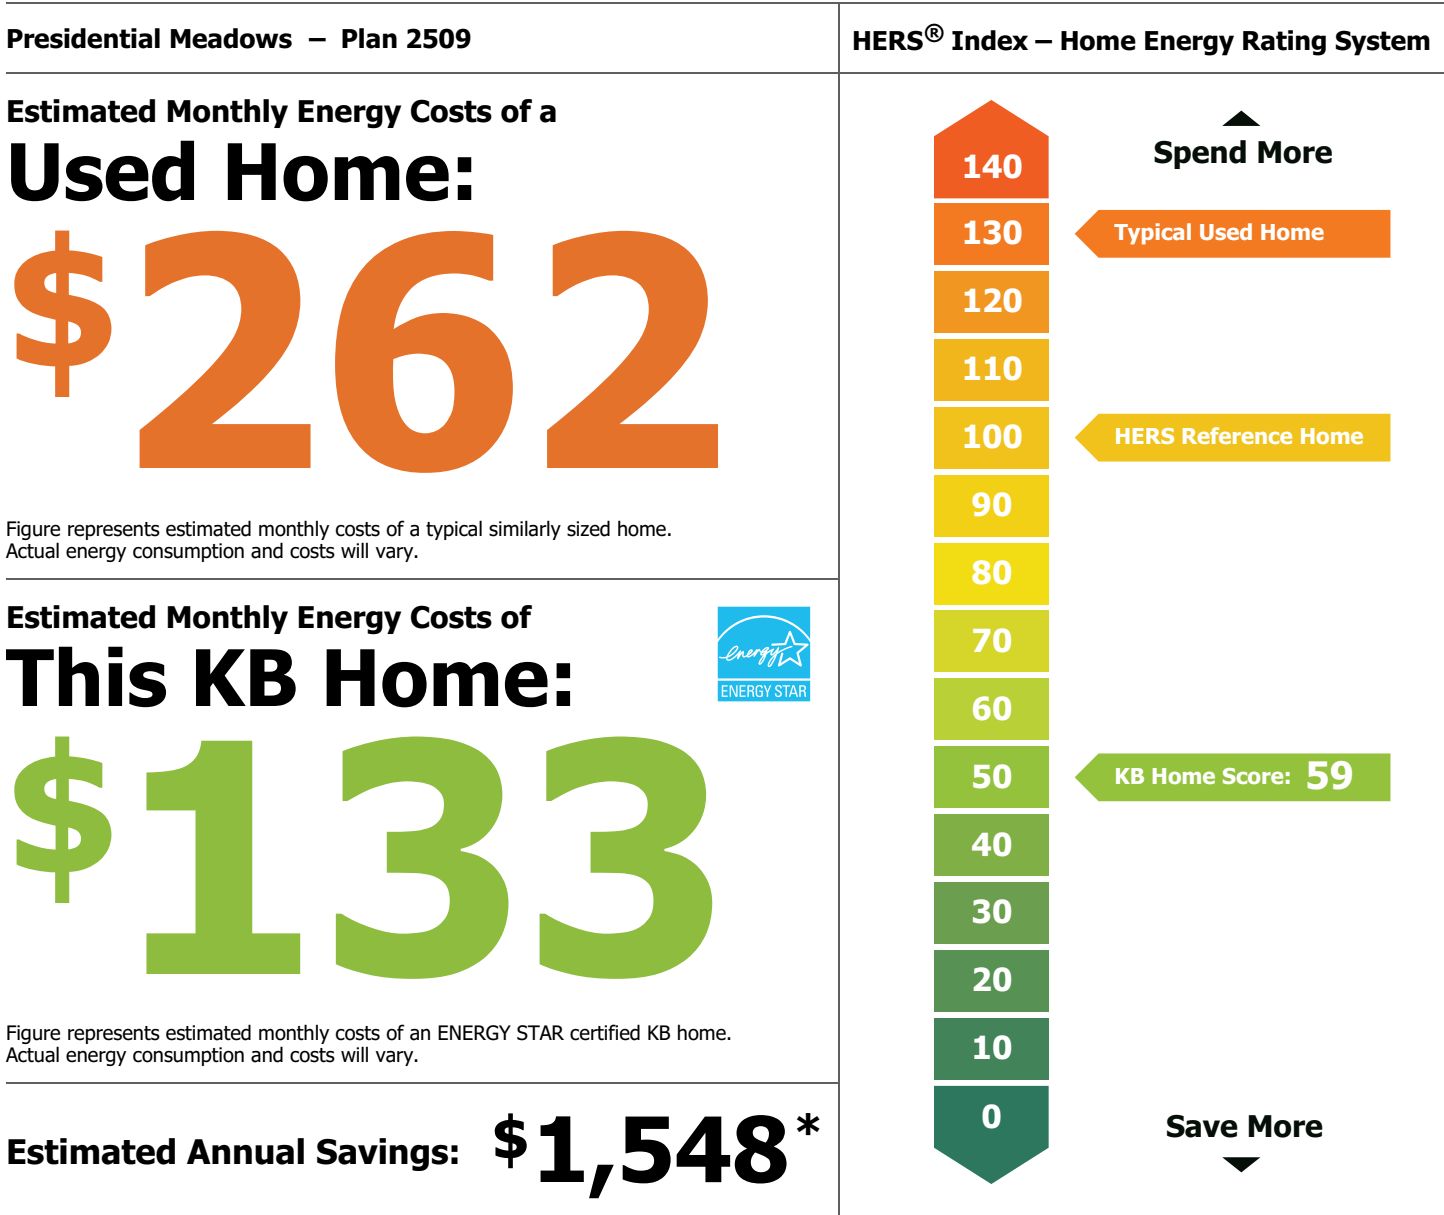 Presidential Meadows – Plan 2509
Estimated Monthly Energy Costs of a
Used Home:
$262
Figure represents estimated monthly costs of a typical similarly sized home.
Actual energy consumption and costs will vary.
Estimated Monthly Energy Costs of
This KB Home:
energy
ENERGY STAR
$133
Figure represents estimated monthly costs of an ENERGY STAR certified KB home.
Actual energy consumption and costs will vary.
Estimated Annual Savings: $1,548*
HERS® Index – Home Energy Rating System
Spend More
140
130 Typical Used Home
120
110
100 HERS Reference Home
90
80
70
60
50 KB Home Score: 59
40
30
20
10
0
Save More